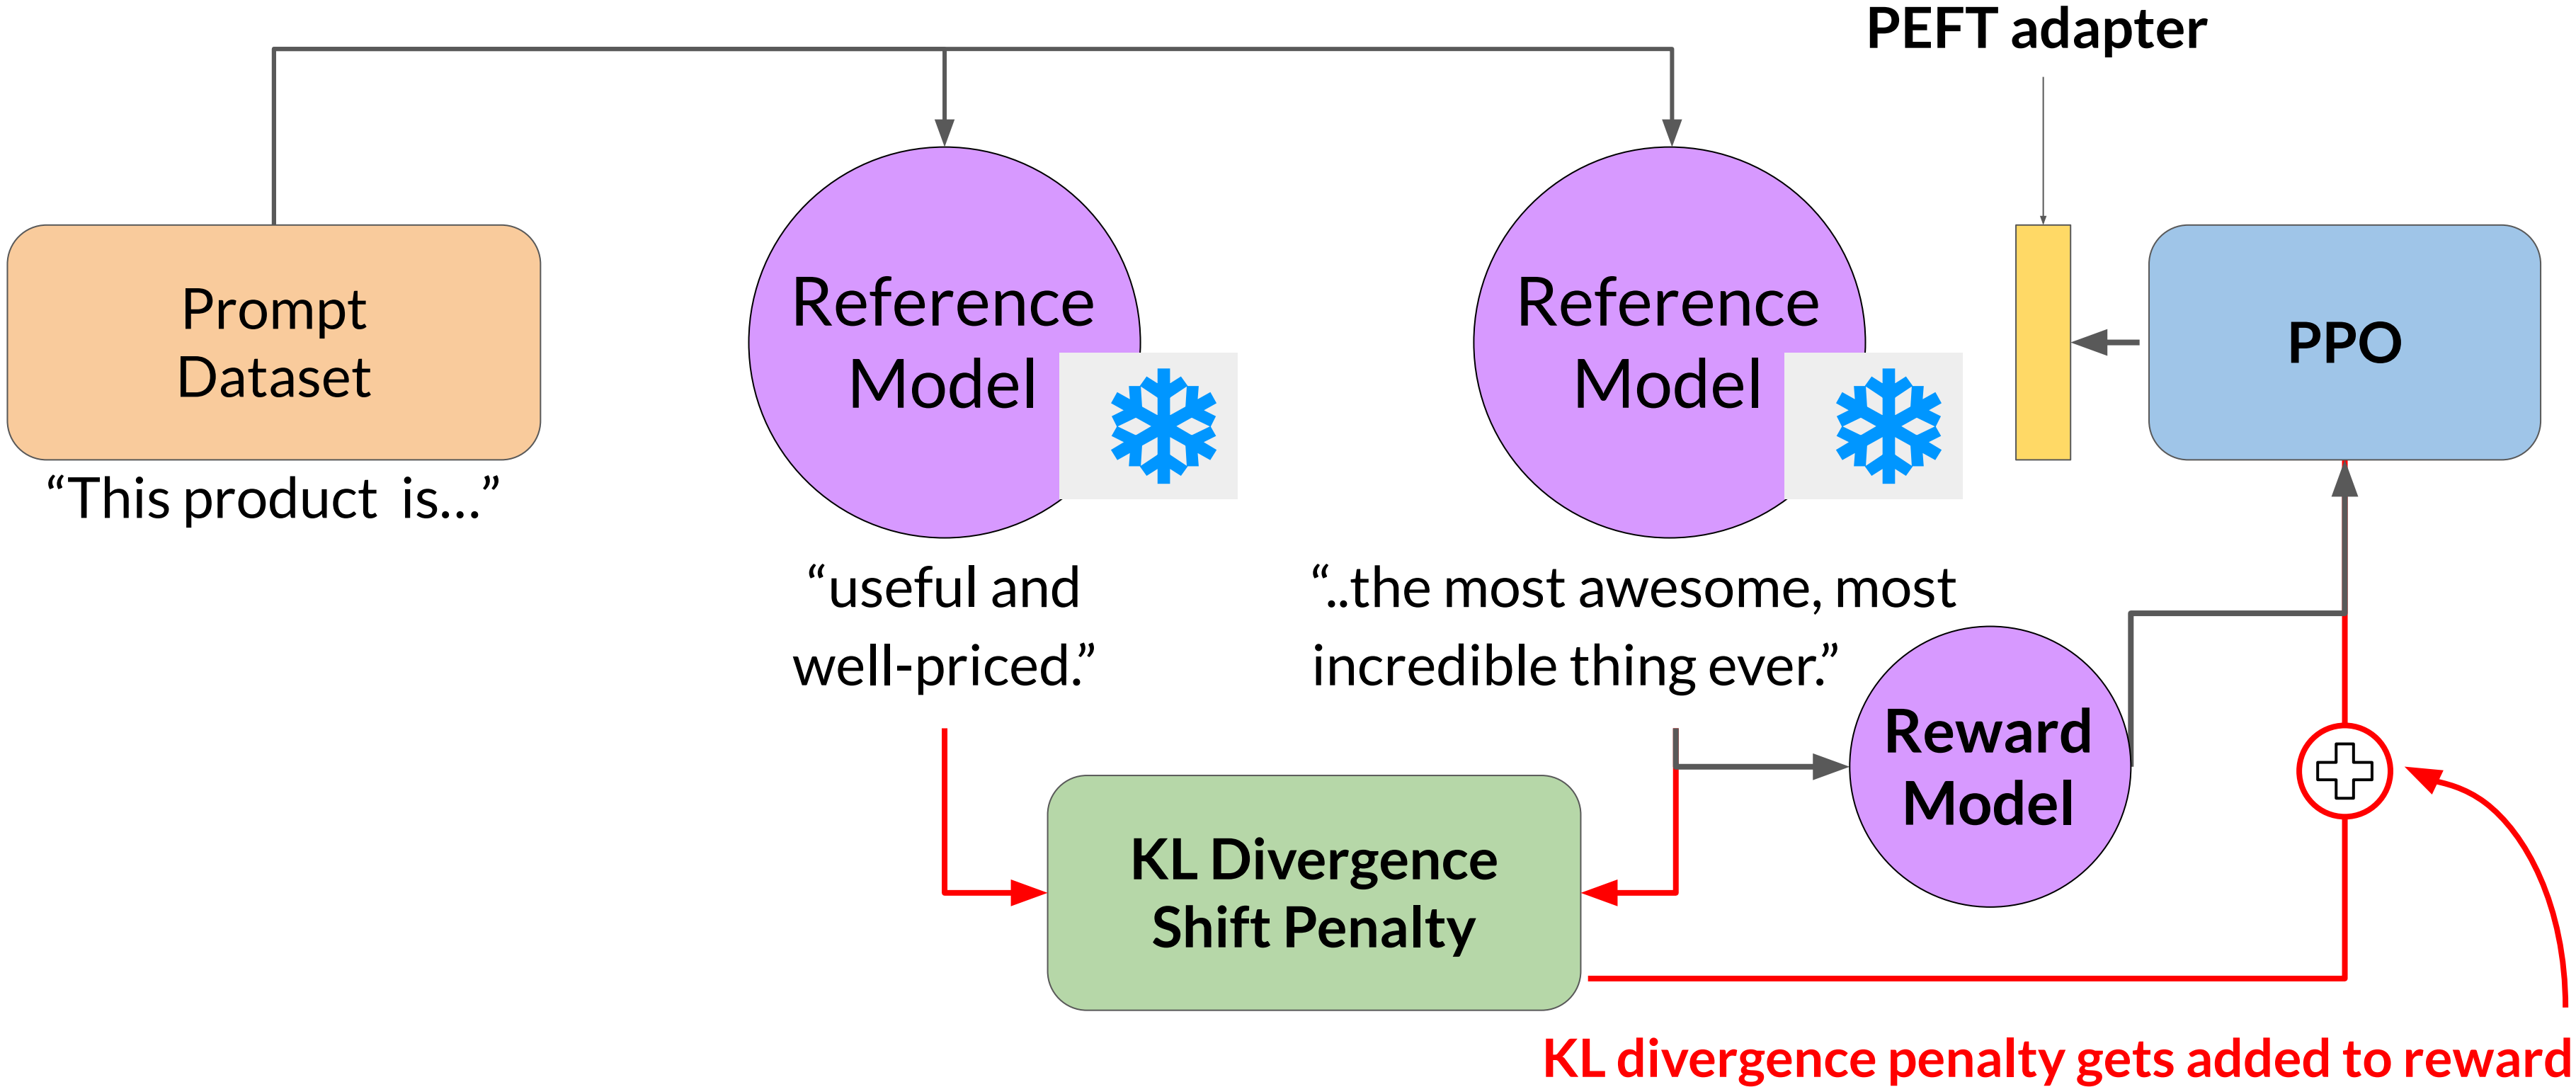 PEFT adapter
Prompt
Dataset
“This product is...”
Reference
Model
“useful and
well-priced.”
Reference
Model
“..the most awesome, most
incredible thing ever.”
PPO
Reward
Model
KL Divergence
Shift Penalty
KL divergence penalty gets added to reward